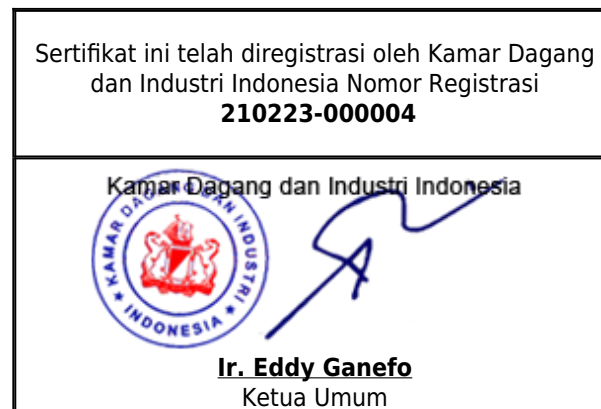 Sertifikat ini telah diregistrasi oleh Kamar Dagang
dan Industri Indonesia Nomor Registrasi
210223-000004
Kamar Dagang dan Industri Indonesia
KAMAR DAGANG DAN INDUSTRI
INDONESIA
Ir. Eddy Ganefo
Ketua Umum